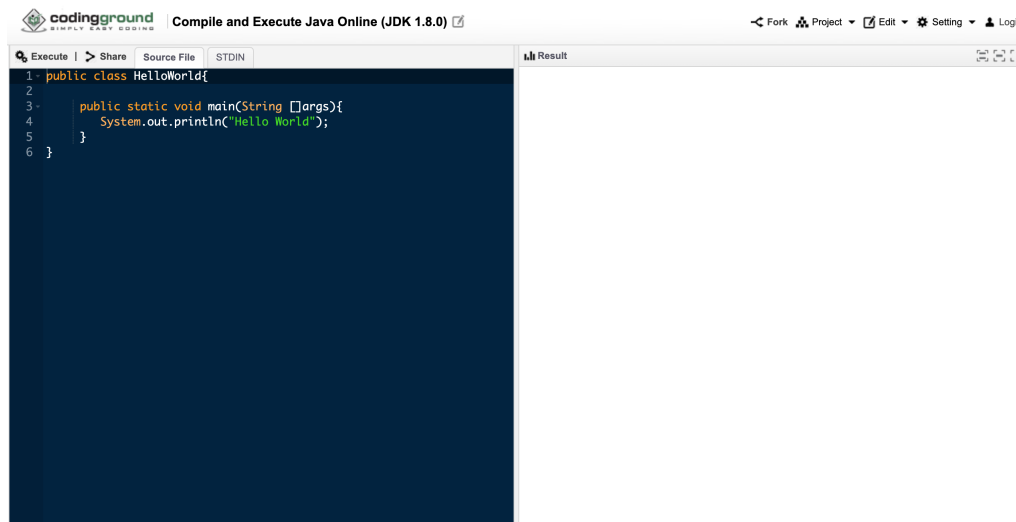 codingground
SIMPLY EASY CODING
Compile and Execute Java Online (JDK 1.8.0)
Fork Project Edit Setting Logi
Execute | Share Source File STDIN
Result
1 public class HelloWorld{
2
3 public static void main(String []args){
4 System.out.println("Hello World");
5 }
6 }